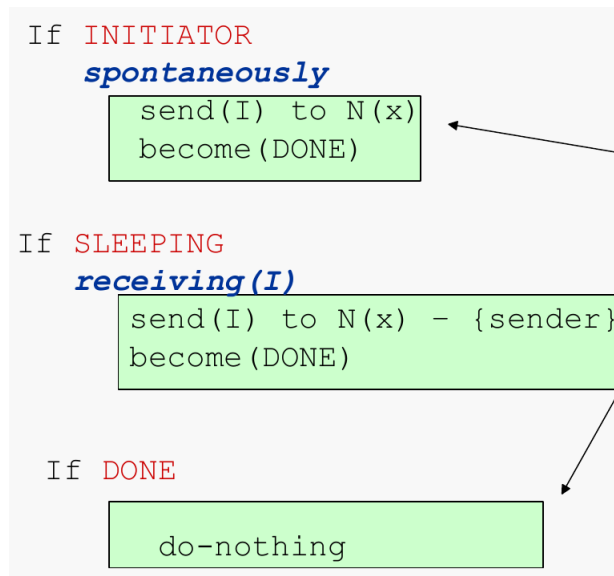 If INITIATOR
spontaneously
send(I) to N(x)
become(DONE)
If SLEEPING
receiving(I)
send(I) to N(x) – {sender}
become(DONE)
If DONE
do-nothing